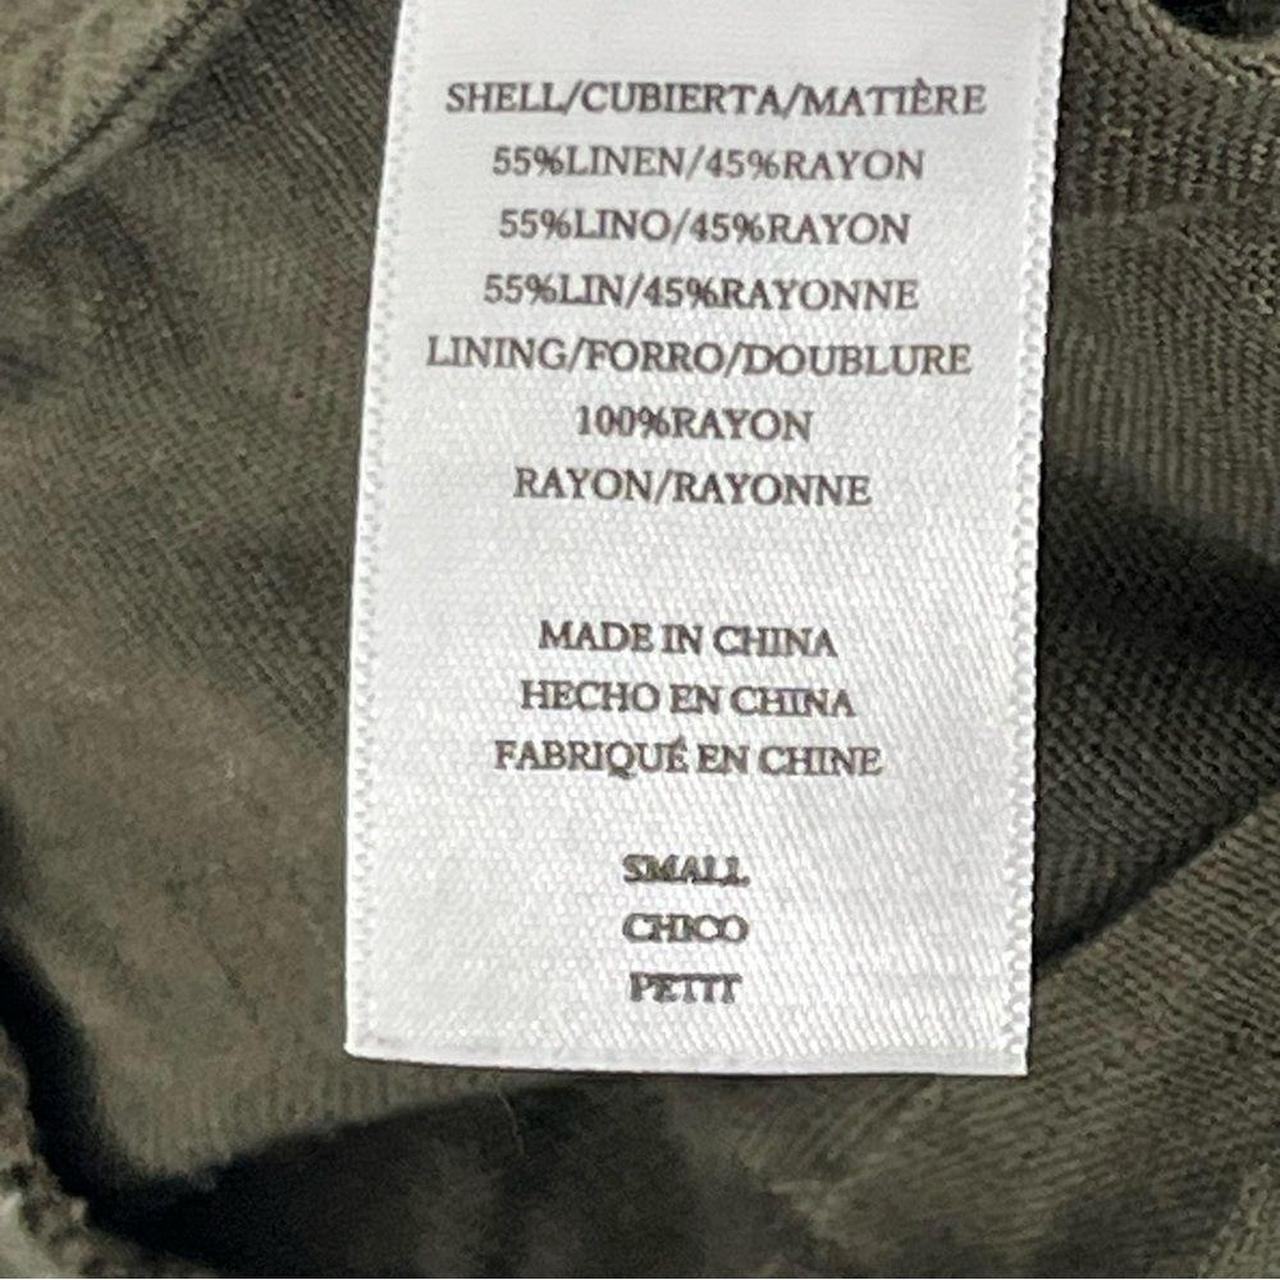 SHELL/CUBIERTA/MATIÈRE
55%LINEN/45%RAYON
55%LINO/45%RAYON
55%LIN/45%RAYONNE
LINING/FORRO/DOUBLURE
100%RAYON
RAYON/RAYONNE
MADE IN CHINA
HECHO EN CHINA
FABRIQUÉ EN CHINE
SMALL
CHICO
PETIT